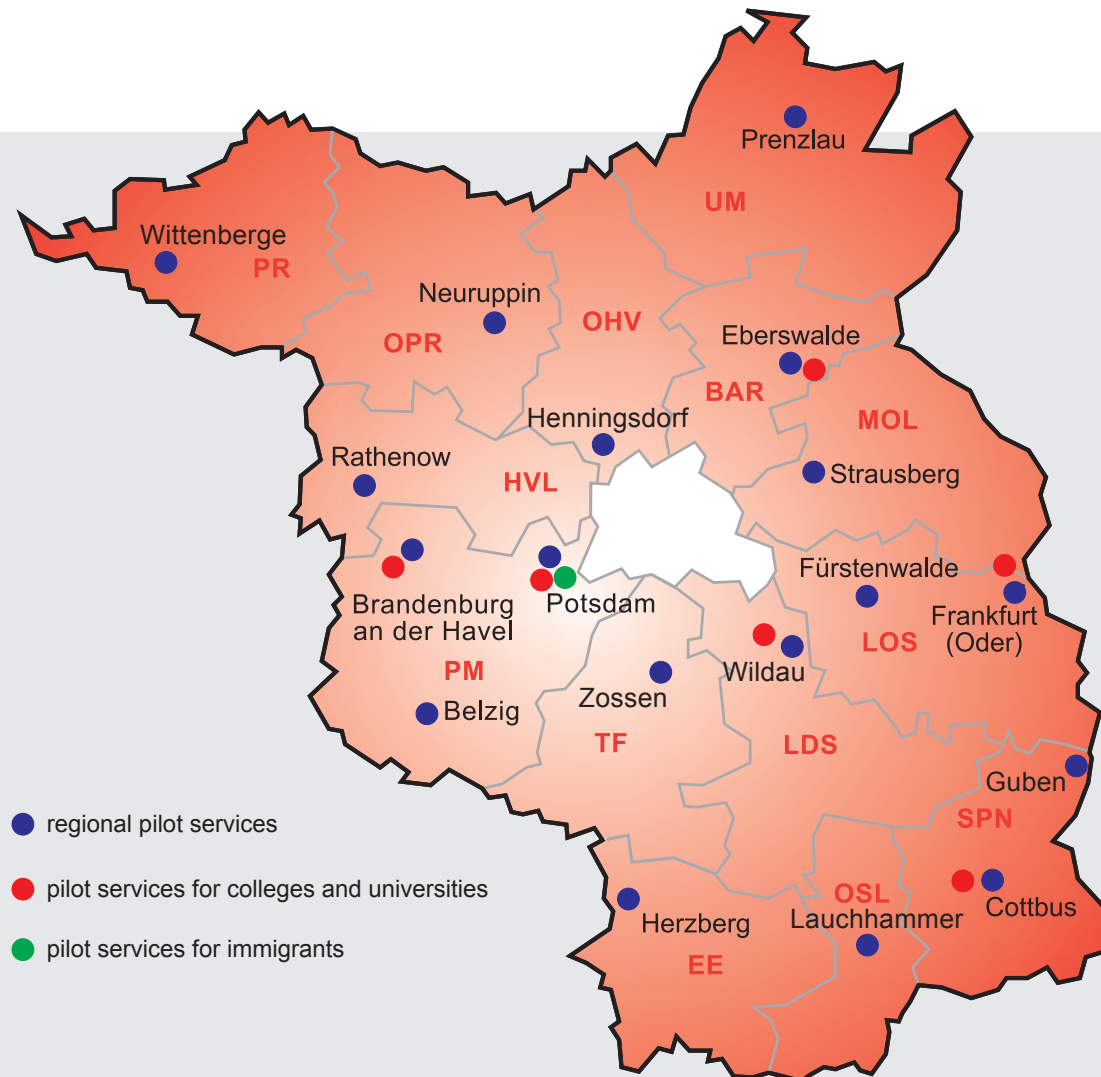 Prenzlau
UM
Wittenberge
PR
Neuruppin
OPR
OHV
Eberswalde
BAR
MOL
Henningsdorf
Rathenow
HVL
Strausberg
Fürstenwalde
Brandenburg
an der Havel
Potsdam
Frankfurt
(Oder)
LOS
PM
Wildau
Zossen
Belzig
TF
LDS
Guben
SPN
regional pilot services
pilot services for colleges and universities
OSL
Cottbus
Herzberg
Lauchhammer
pilot services for immigrants
EE